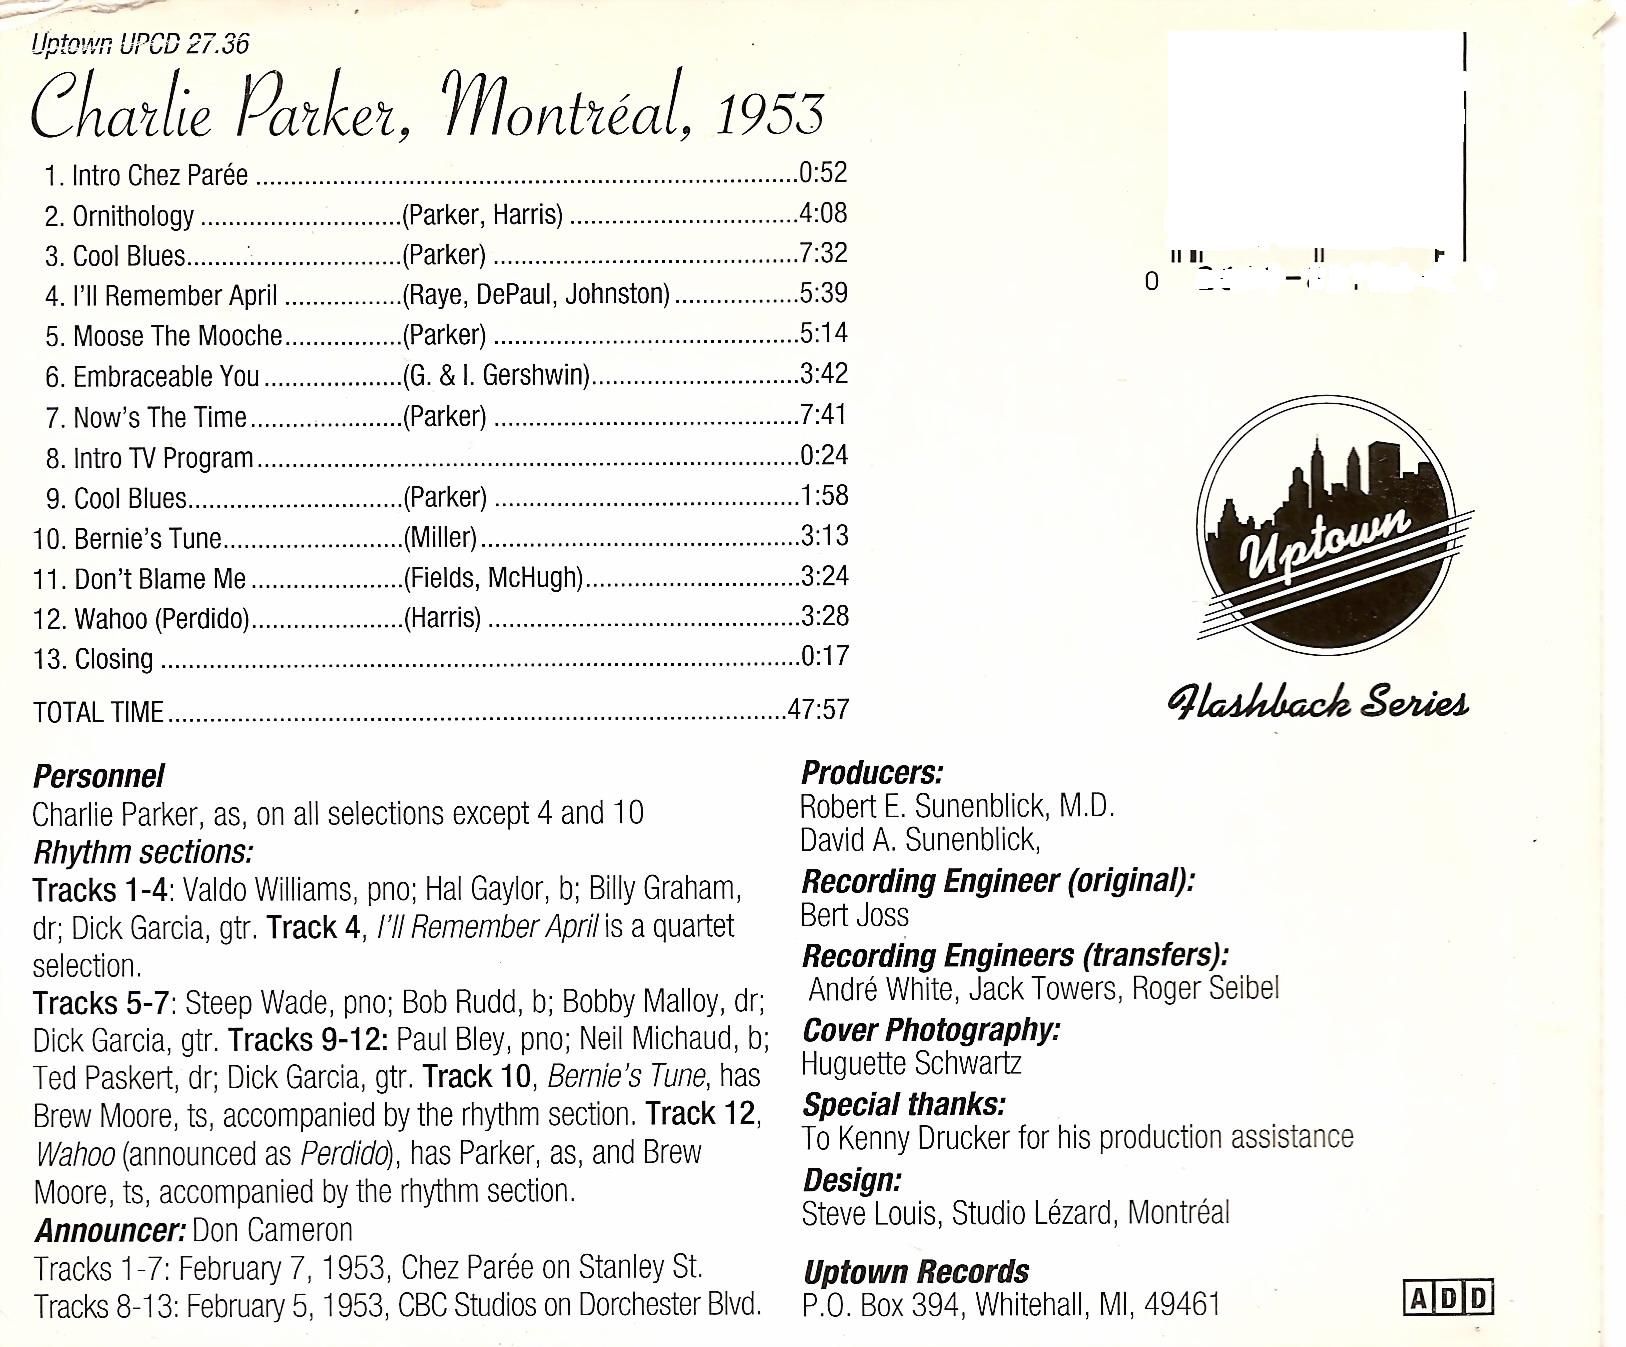 Uptown UPCD 27.36
Charlie Parker, Montréal, 1953
1. Intro Chez Parée ........ 0:52
2. Ornithology ........ (Parker, Harris) ........ 4:08
3. Cool Blues ........ (Parker) ........ 7:32
4. I'll Remember April ........ (Raye, DePaul, Johnston) ........ 5:39
5. Moose The Mooche ........ (Parker) ........ 5:14
6. Embraceable You ........ (G. & I. Gershwin) ........ 3:42
7. Now's The Time ........ (Parker) ........ 7:41
8. Intro TV Program ........ 0:24
9. Cool Blues ........ (Parker) ........ 1:58
10. Bernie's Tune ........ (Miller) ........ 3:13
11. Don't Blame Me ........ (Fields, McHugh) ........ 3:24
12. Wahoo (Perdido) ........ (Harris) ........ 3:28
13. Closing ........ 0:17
TOTAL TIME ........ 47:57
0
Uptown
Flashback Series
Personnel
Charlie Parker, as, on all selections except 4 and 10
Rhythm sections:
Tracks 1-4: Valdo Williams, pno; Hal Gaylor, b; Billy Graham,
dr; Dick Garcia, gtr. Track 4, I'll Remember April is a quartet
selection.
Tracks 5-7: Steep Wade, pno; Bob Rudd, b; Bobby Malloy, dr;
Dick Garcia, gtr. Tracks 9-12: Paul Bley, pno; Neil Michaud, b;
Ted Paskert, dr; Dick Garcia, gtr. Track 10, Bernie's Tune, has
Brew Moore, ts, accompanied by the rhythm section. Track 12,
Wahoo (announced as Perdido), has Parker, as, and Brew
Moore, ts, accompanied by the rhythm section.
Announcer: Don Cameron
Tracks 1-7: February 7, 1953, Chez Parée on Stanley St.
Tracks 8-13: February 5, 1953, CBC Studios on Dorchester Blvd.
Producers:
Robert E. Sunenblick, M.D.
David A. Sunenblick,
Recording Engineer (original):
Bert Joss
Recording Engineers (transfers):
André White, Jack Towers, Roger Seibel
Cover Photography:
Huguette Schwartz
Special thanks:
To Kenny Drucker for his production assistance
Design:
Steve Louis, Studio Lézard, Montréal
Uptown Records
P.O. Box 394, Whitehall, MI, 49461
ADD